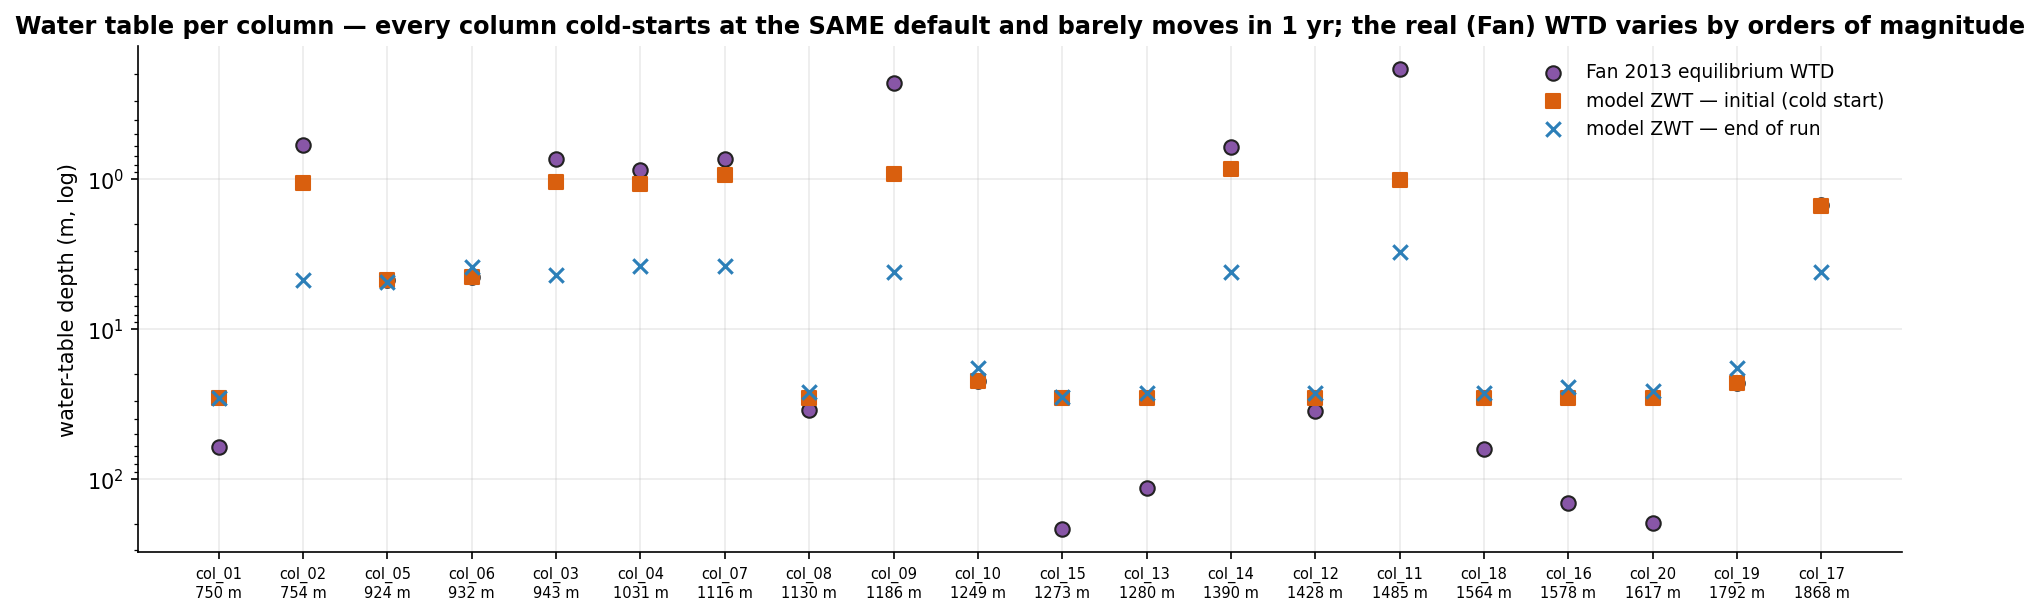 Water table per column — every column cold-starts at the SAME default and barely moves in 1 yr; the real (Fan) WTD varies by orders of magnitude
Fan 2013 equilibrium WTD
model ZWT — initial (cold start)
model ZWT — end of run
water-table depth (m, log)
10⁰
10¹
10²
col_01 col_02 col_05 col_06 col_03 col_04 col_07 col_08 col_09 col_10 col_15 col_13 col_14 col_12 col_11 col_18 col_16 col_20 col_19 col_17
750 m 754 m 924 m 932 m 943 m 1031 m 1116 m 1130 m 1186 m 1249 m 1273 m 1280 m 1390 m 1428 m 1485 m 1564 m 1578 m 1617 m 1792 m 1868 m